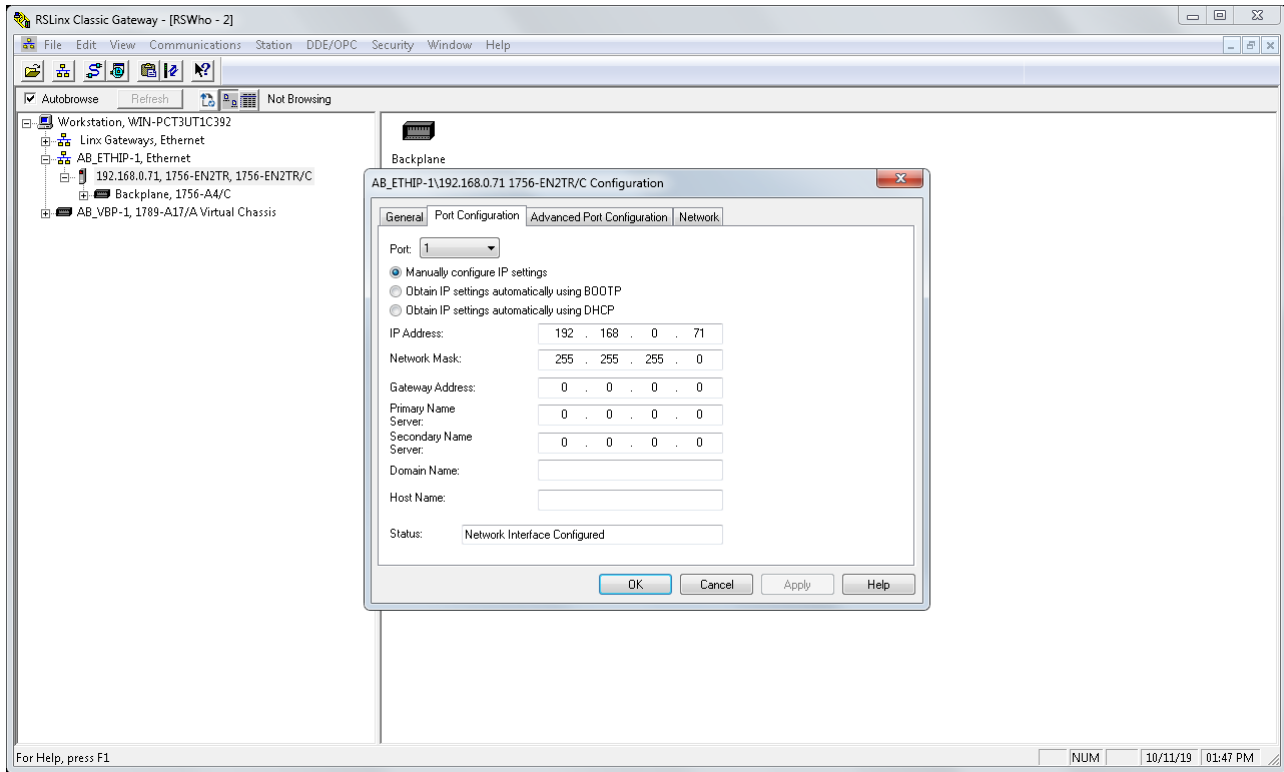 RSLinx Classic Gateway - [RSWho - 2]
File Edit View Communications Station DDE/OPC Security Window Help
Autobrowse Refresh Not Browsing
Workstation, WIN-PCT3UT1C392
Linx Gateways, Ethernet
AB_ETHIP-1, Ethernet
192.168.0.71, 1756-EN2TR, 1756-EN2TR/C
Backplane, 1756-A4/C
AB_VBP-1, 1789-A17/A Virtual Chassis
Backplane
AB_ETHIP-1\192.168.0.71 1756-EN2TR/C Configuration
General Port Configuration Advanced Port Configuration Network
Port: 1
Manually configure IP settings
Obtain IP settings automatically using BOOTP
Obtain IP settings automatically using DHCP
IP Address: 192 . 168 . 0 . 71
Network Mask: 255 . 255 . 255 . 0
Gateway Address: 0 . 0 . 0 . 0
Primary Name
Server: 0 . 0 . 0 . 0
Secondary Name
Server: 0 . 0 . 0 . 0
Domain Name:
Host Name:
Status: Network Interface Configured
OK Cancel Apply Help
For Help, press F1 NUM 10/11/19 01:47 PM